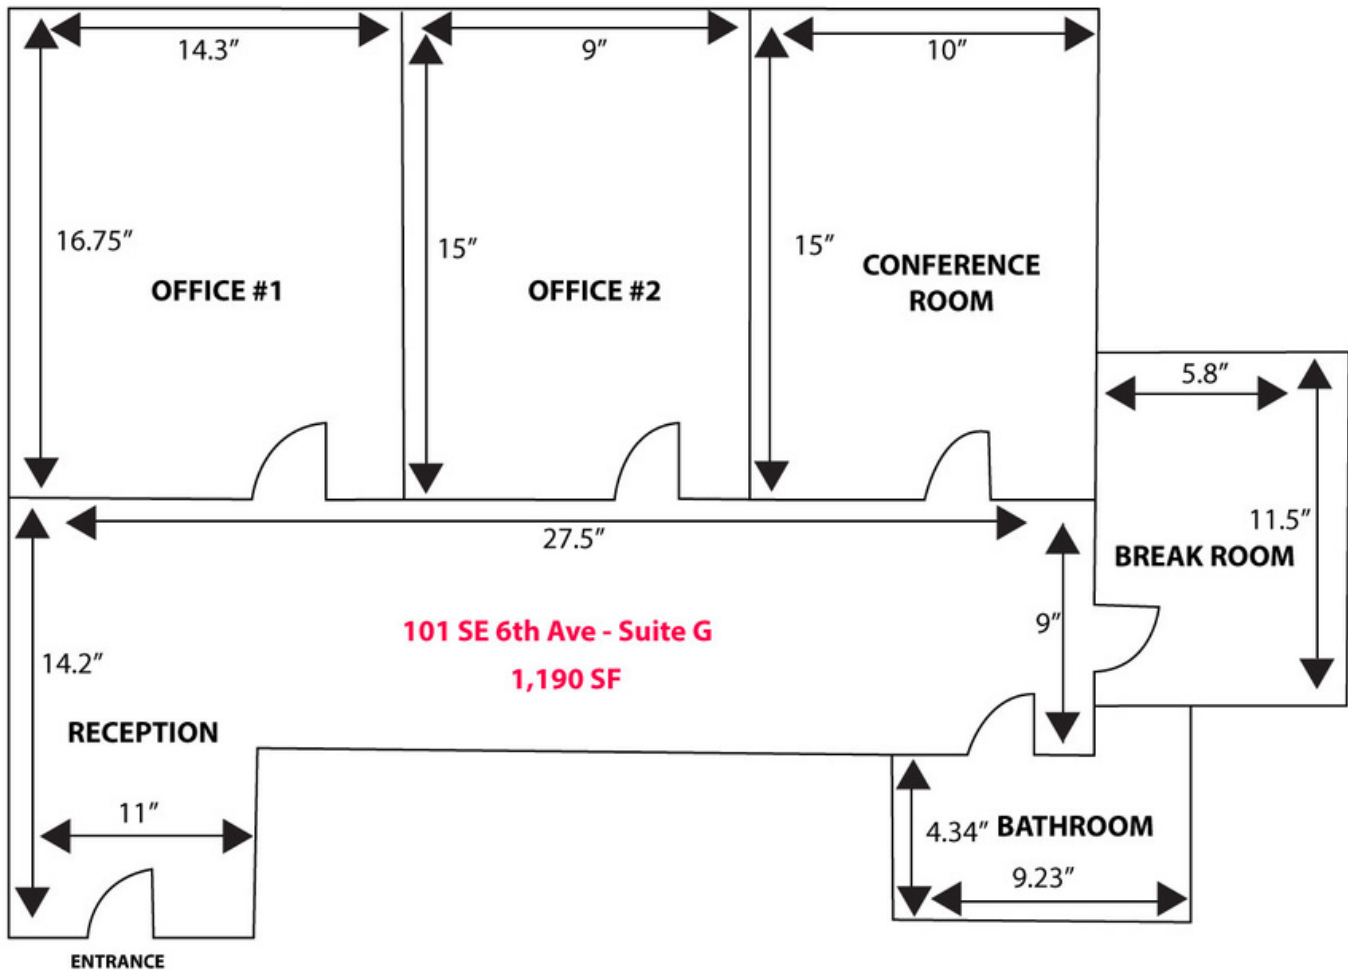 14.3”
9”
10”
16.75”
15”
15”
OFFICE #1
OFFICE #2
CONFERENCE
ROOM
5.8”
11.5”
BREAK ROOM
27.5”
9”
101 SE 6th Ave - Suite G
1,190 SF
14.2”
RECEPTION
11”
4.34”
BATHROOM
9.23”
ENTRANCE